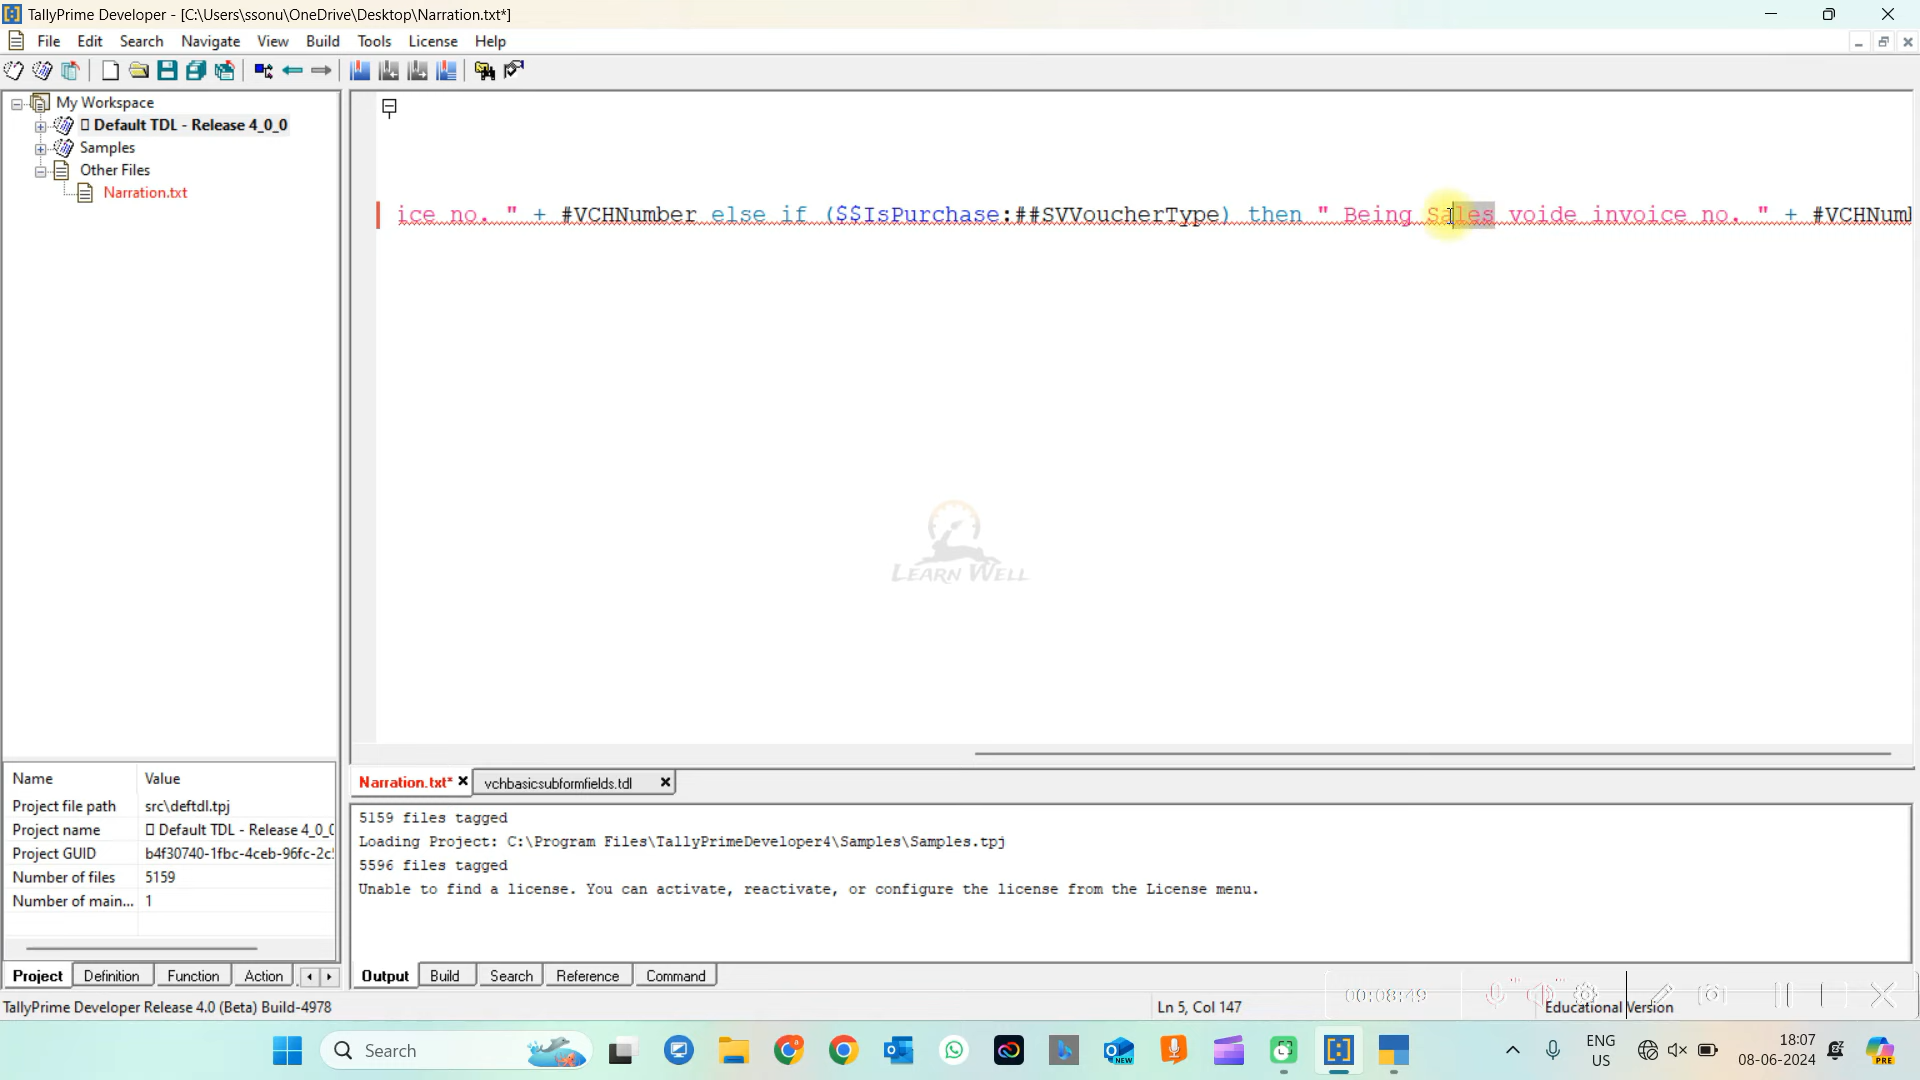 TallyPrime Developer - [C:\Users\ssonu\OneDrive\Desktop\Narration.txt*]
File Edit Search Navigate View Build Tools License Help
My Workspace
Default TDL - Release 4_0_0
Samples
Other Files
Narration.txt
ice no. " + #VCHNumber else if ($$IsPurchase:##SVVoucherType) then " Being Sales voide invoice no. " + #VCHNumb
LEARN WELL
Name Value
Project file path src\deftdl.tpj
Project name Default TDL - Release 4_0_0
Project GUID b4f30740-1fbc-4ceb-96fc-2c
Number of files 5159
Number of main... 1
Project Definition Function Action
Narration.txt* vchbasicsubformfields.tdl
5159 files tagged
Loading Project: C:\Program Files\TallyPrimeDeveloper4\Samples\Samples.tpj
5596 files tagged
Unable to find a license. You can activate, reactivate, or configure the license from the License menu.
Output Build Search Reference Command
00:08:49
TallyPrime Developer Release 4.0 (Beta) Build-4978 Ln 5, Col 147 Educational Version
Search
NEW
ENG
US
18:07
08-06-2024
PRE